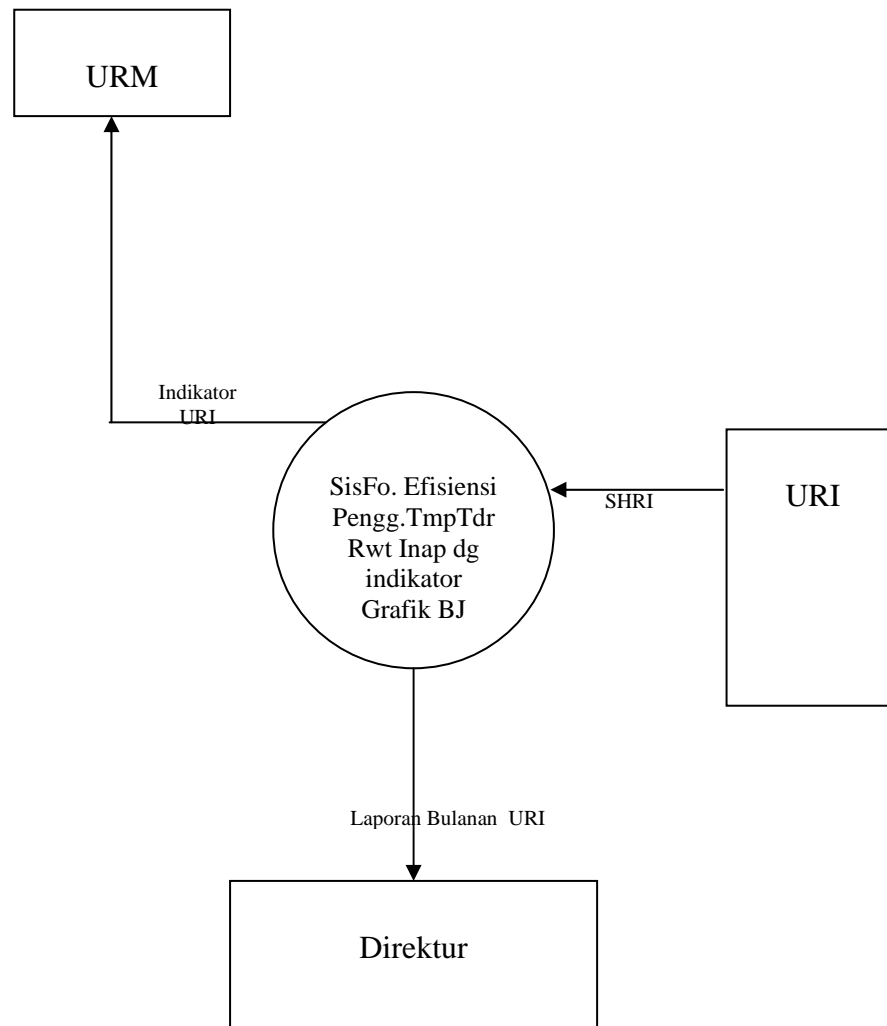 URM
Indikator
URI
SisFo. Efisiensi
Pengg.TmpTdr
Rwt Inap dg
indikator
Grafik BJ
SHRI
URI
Laporan Bulanan  URI
Direktur